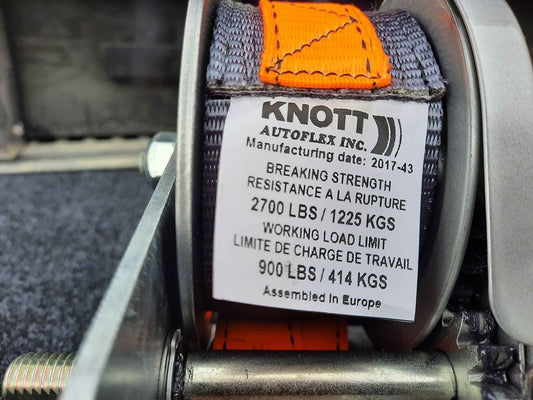 KNOTT
AUTOFLEX INC.
Manufacturing date: 2017-43
BREAKING STRENGTH
RESISTANCE A LA RUPTURE
2700 LBS / 1225 KGS
WORKING LOAD LIMIT
LIMITE DE CHARGE DE TRAVAIL
900 LBS / 414 KGS
Assembled in Europe